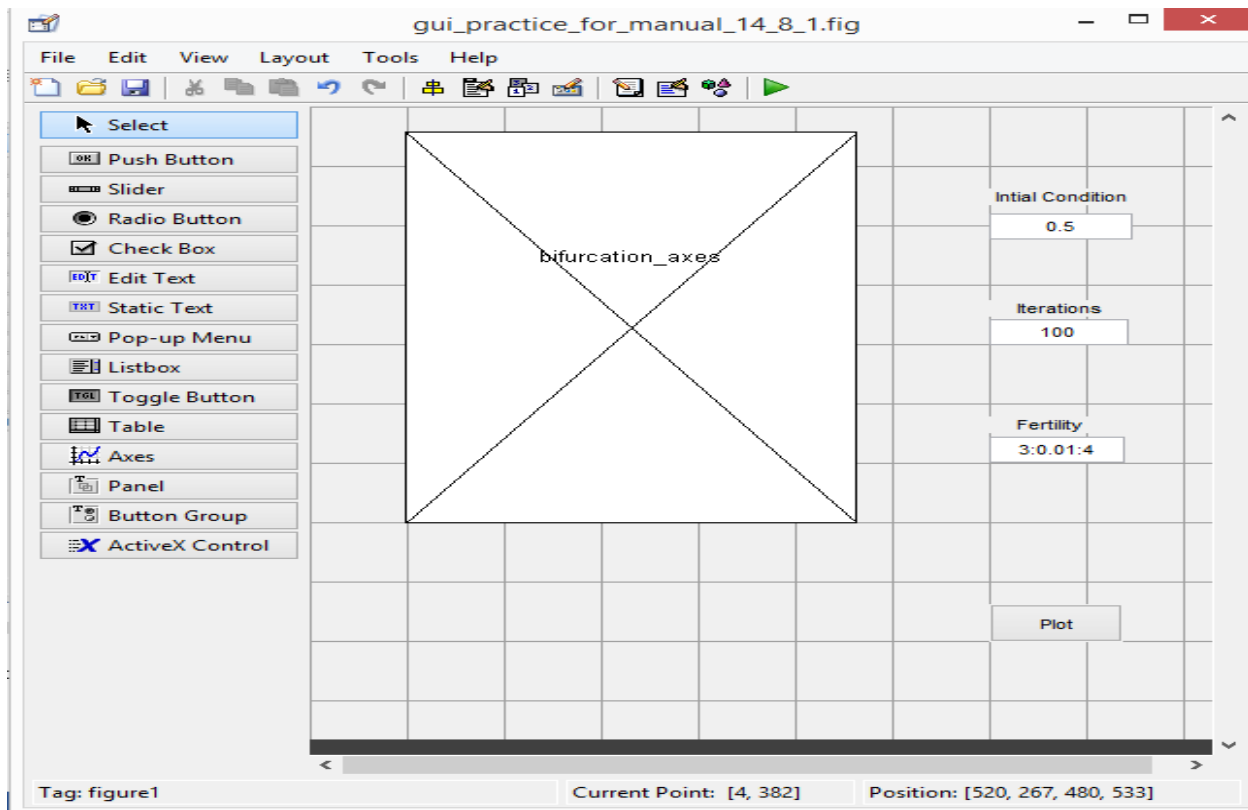 gui_practice_for_manual_14_8_1.fig
File Edit View Layout Tools Help
Select
Push Button
Slider
Radio Button
Check Box
Edit Text
Static Text
Pop-up Menu
Listbox
Toggle Button
Table
Axes
Panel
Button Group
ActiveX Control
bifurcation_axes
Intial Condition
0.5
Iterations
100
Fertility
3:0.01:4
Plot
Tag: figure1
Current Point: [4, 382]
Position: [520, 267, 480, 533]